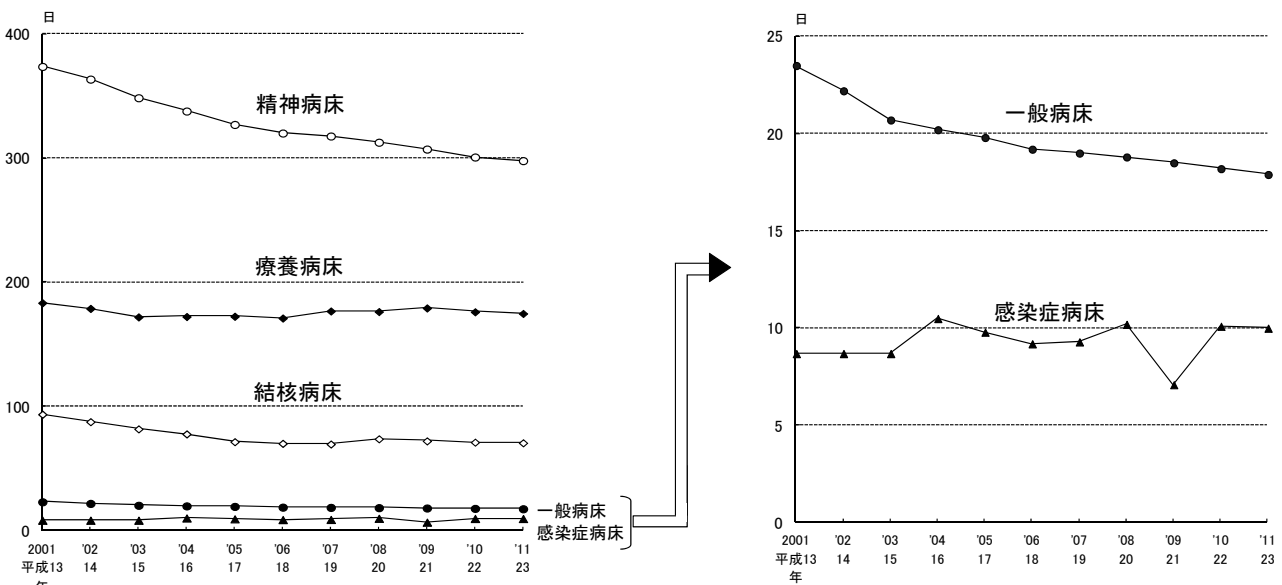 日
400
精神病床
300
療養病床
200
結核病床
100
一般病床
感染症病床
0
2001 '02 '03 '04 '05 '06 '07 '08 '09 '10 '11
平成13 14 15 16 17 18 19 20 21 22 23
年
日
25
一般病床
20
15
感染症病床
10
5
0
2001 '02 '03 '04 '05 '06 '07 '08 '09 '10 '11
平成13 14 15 16 17 18 19 20 21 22 23
年